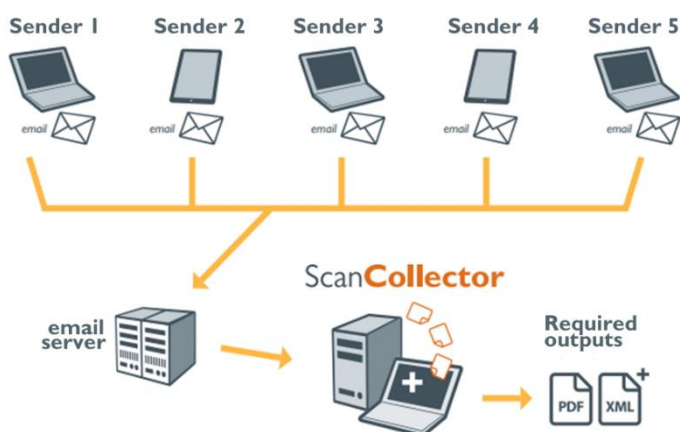 Sender 1 Sender 2 Sender 3 Sender 4 Sender 5
email email email email email
ScanCollector
email
server
Required
outputs
PDF XML